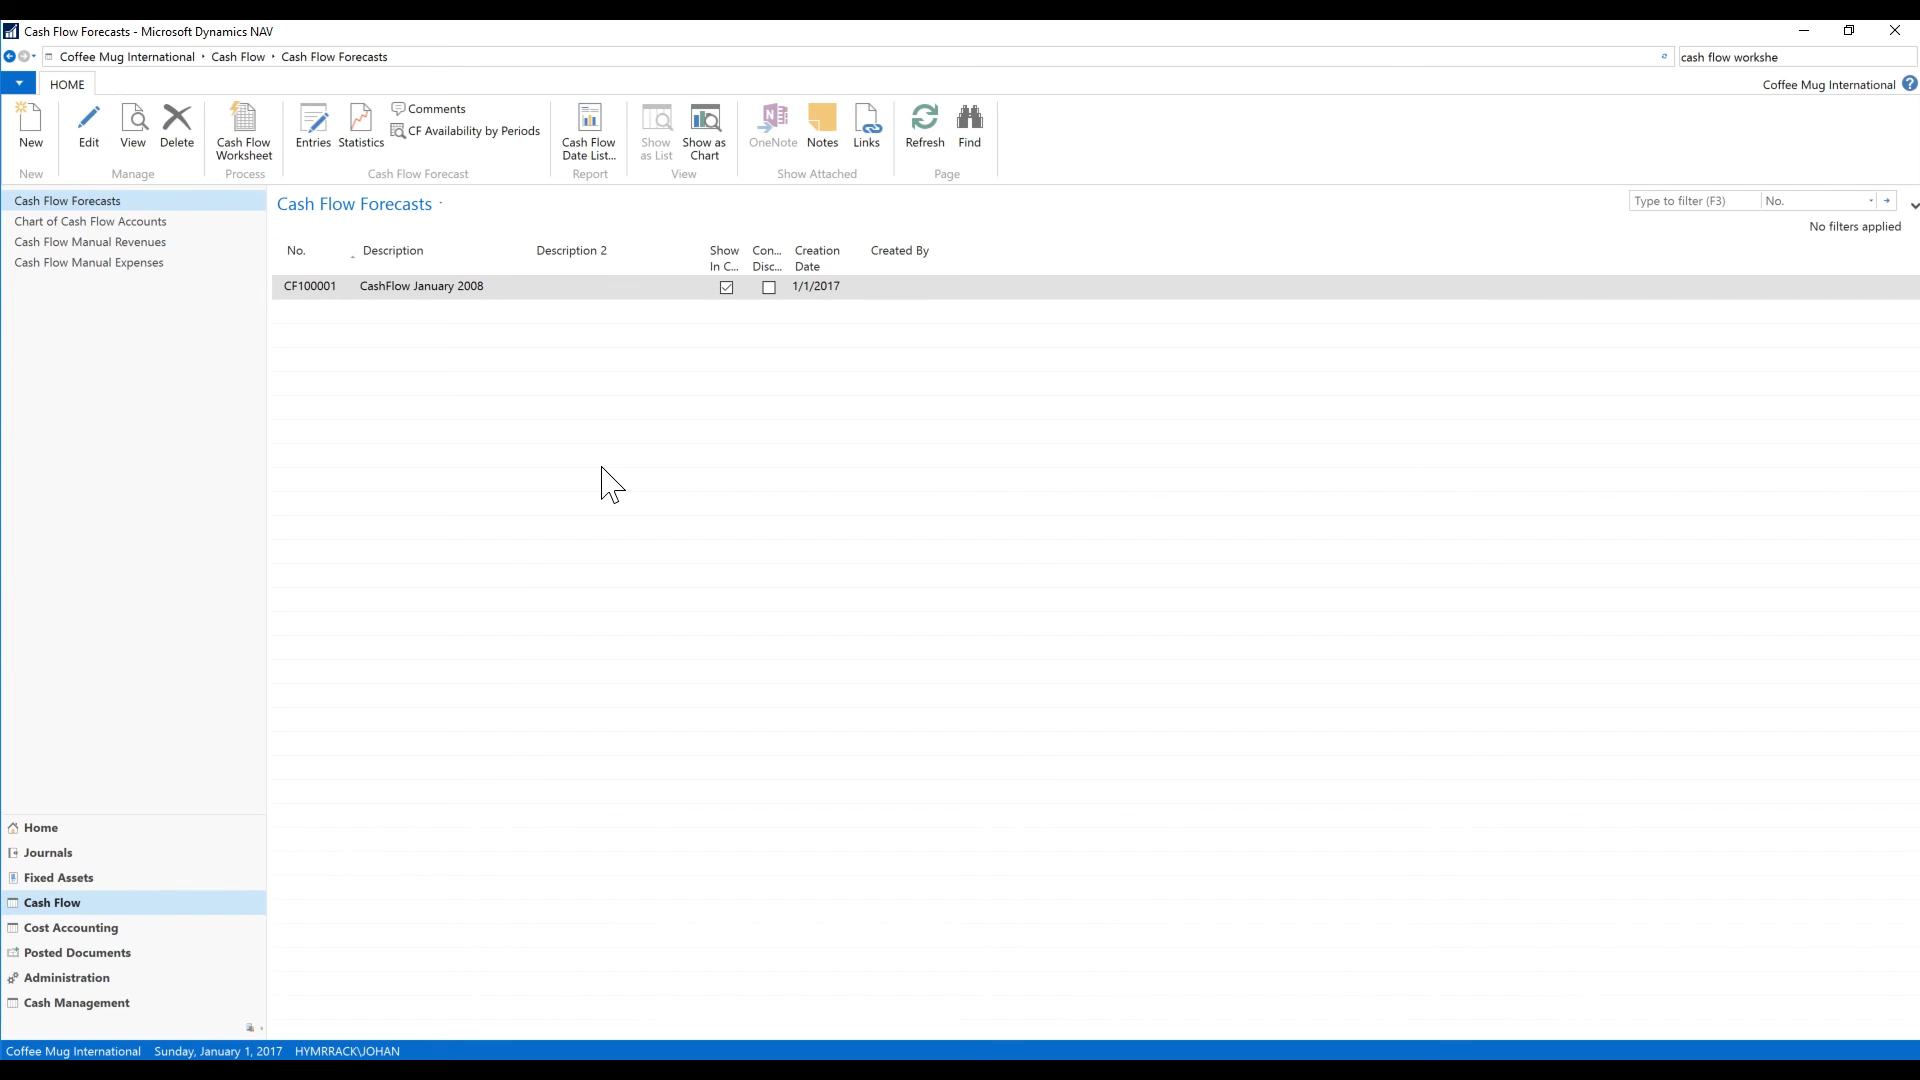 Cash Flow Forecasts - Microsoft Dynamics NAV
Coffee Mug International
Cash Flow
Cash Flow Forecasts
cash flow workshe
HOME
Coffee Mug International
?
New
Edit
View
Delete
Cash Flow
Worksheet
Entries
Statistics
Comments
CF Availability by Periods
Cash Flow
Date List...
Show
as List
Show as
Chart
OneNote
Notes
Links
Refresh
Find
New
Manage
Process
Cash Flow Forecast
Report
View
Show Attached
Page
Cash Flow Forecasts
Chart of Cash Flow Accounts
Cash Flow Manual Revenues
Cash Flow Manual Expenses
Cash Flow Forecasts
Type to filter (F3)
No.
No filters applied
No.
Description
Description 2
Show
In C...
Con...
Disc...
Creation
Date
Created By
CF100001
CashFlow January 2008
1/1/2017
Home
Journals
Fixed Assets
Cash Flow
Cost Accounting
Posted Documents
Administration
Cash Management
Coffee Mug International
Sunday, January 1, 2017
HYMRRACK\JOHAN